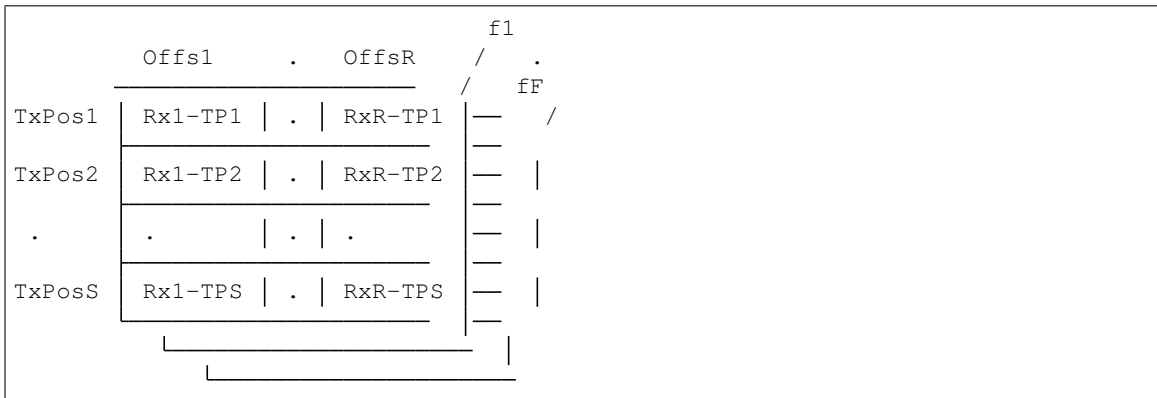 f1
Offs1 . OffsR / .
/ fF
TxPos1 | Rx1-TP1 | . | RxR-TP1 |── /
TxPos2 | Rx1-TP2 | . | RxR-TP2 |── |
. | . | . | . |── |
TxPosS | Rx1-TPS | . | RxR-TPS |── |